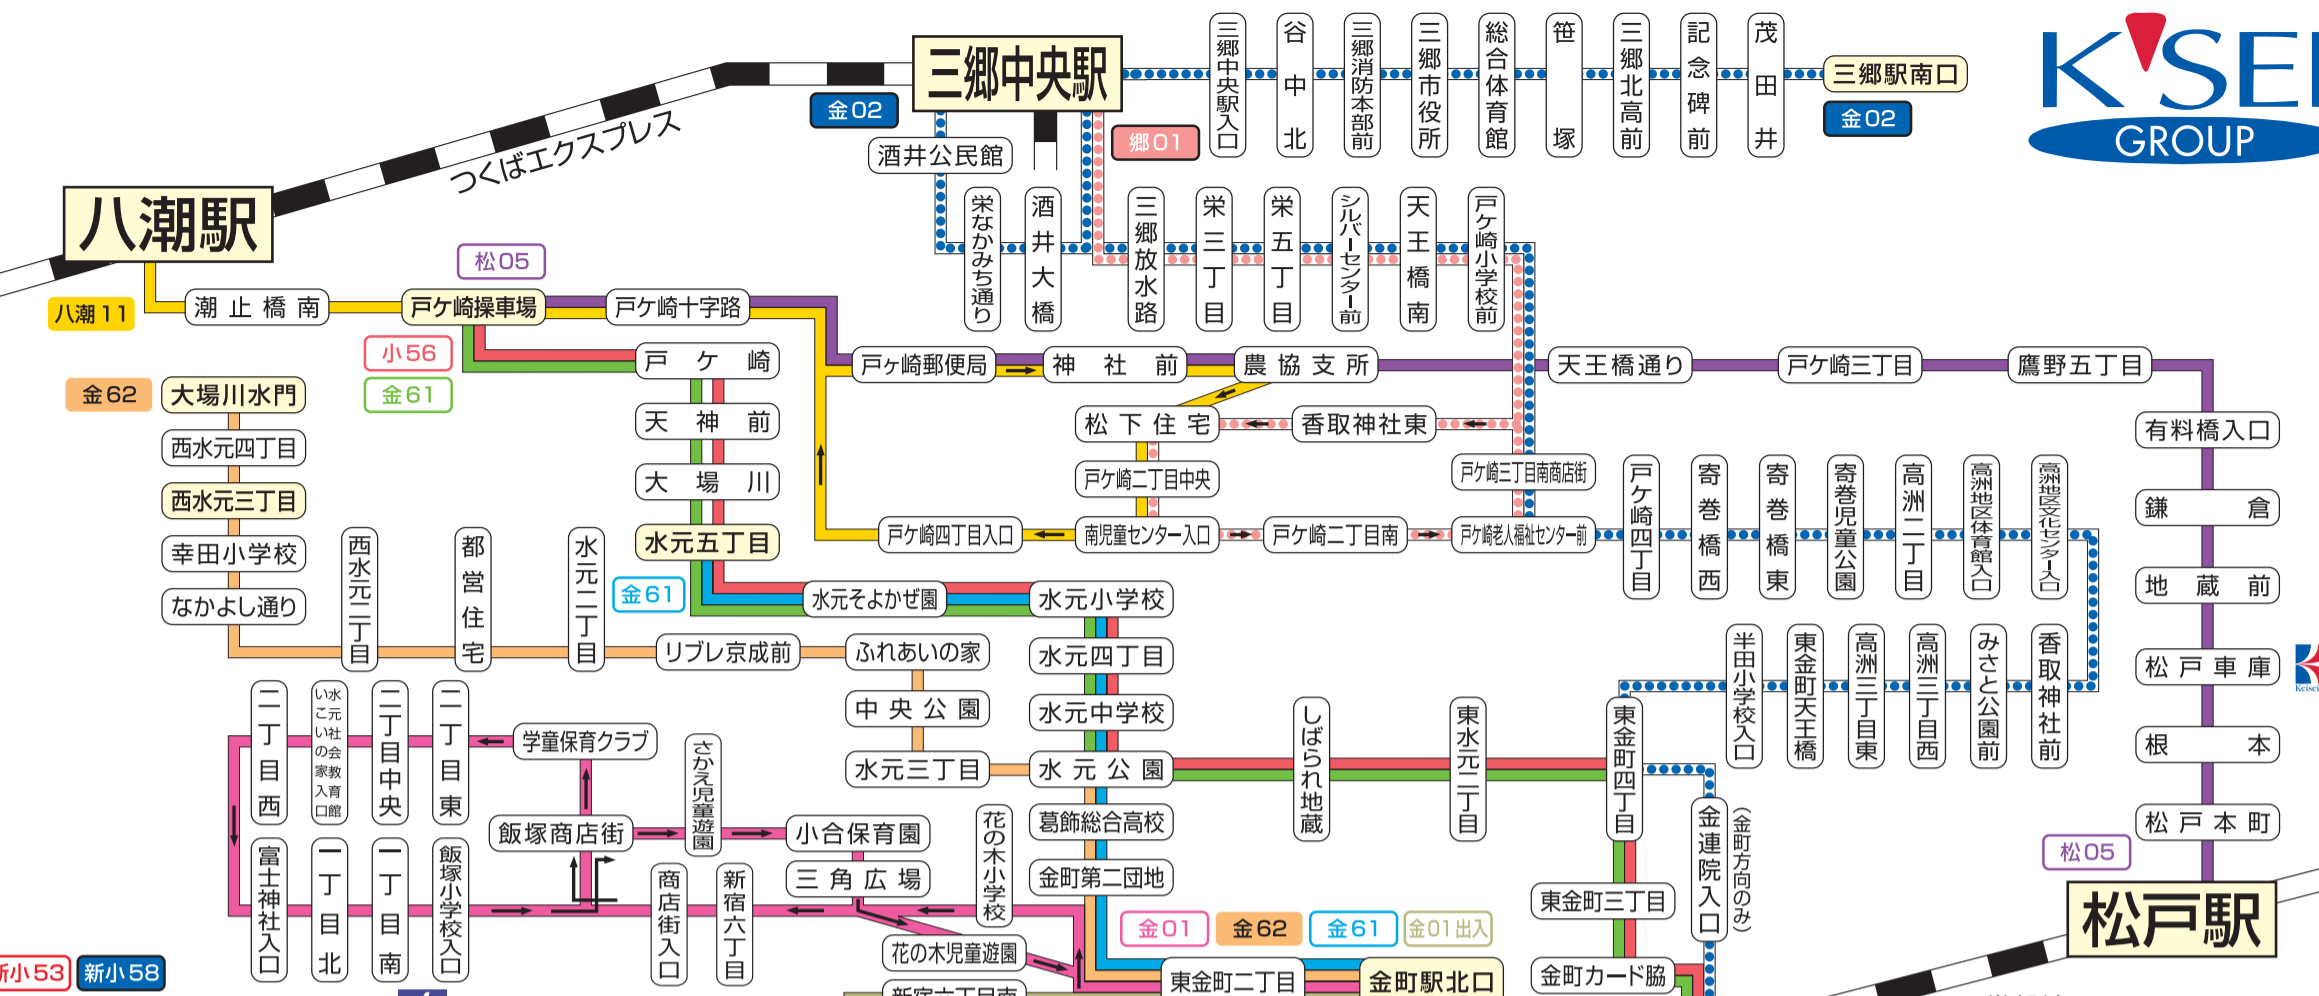 三郷中央駅
三郷中央駅入口
谷中北
三郷消防本部前
三郷市役所
総合体育館
笹塚
三郷北高前
記念碑前
茂田井
三郷駅南口
金02
金02
K'SEI
GROUP
つくばエクスプレス
郷01
酒井公民館
八潮駅
栄なかみち通り
酒井大橋
三郷放水路
栄三丁目
栄五丁目
シルバーセンター前
天王橋南
戸ケ崎小学校前
松05
八潮11
潮止橋南
戸ケ崎操車場
戸ケ崎十字路
小56
金61
戸ケ崎
戸ヶ崎郵便局
神社前
農協支所
天王橋通り
戸ケ崎三丁目
鷹野五丁目
金62
大場川水門
西水元四丁目
西水元三丁目
幸田小学校
なかよし通り
天神前
大場川
水元五丁目
松下住宅
香取神社東
戸ケ崎二丁目中央
戸ケ崎三丁目南商店街
戸ケ崎四丁目入口
南児童センター入口
戸ケ崎二丁目南
戸ケ崎老人福祉センター前
戸ケ崎四丁目
寄巻橋西
寄巻橋東
寄巻児童公園
高洲二丁目
高洲地区体育館入口
高洲地区文化センター入口
有料橋入口
鎌倉
地蔵前
松戸車庫
根本
松戸本町
松05
松戸駅
西水元二丁目
都営住宅
水元二丁目
金61
水元そよかぜ園
水元小学校
リブレ京成前
ふれあいの家
水元四丁目
中央公園
水元中学校
水元三丁目
水元公園
しばられ地蔵
東水元二丁目
東金町四丁目
半田小学校入口
東金町天王橋
高洲三丁目東
高洲三丁目西
みさと公園前
香取神社前
Keisei
二丁目西
水元社会教育館
いこいの家入口
二丁目中央
二丁目東
学童保育クラブ
さかえ児童遊園
飯塚商店街
小合保育園
花の木小学校
葛飾総合高校
三角広場
金町第二団地
富士神社入口
一丁目北
一丁目南
飯塚小学校入口
商店街入口
新宿六丁目
花の木児童遊園
金01
金62
金61
金01出入
金連院入口
(金町方向のみ)
東金町三丁目
金町カード脇
東金町二丁目
金町駅北口
新小53
新小58
新宿六丁目南